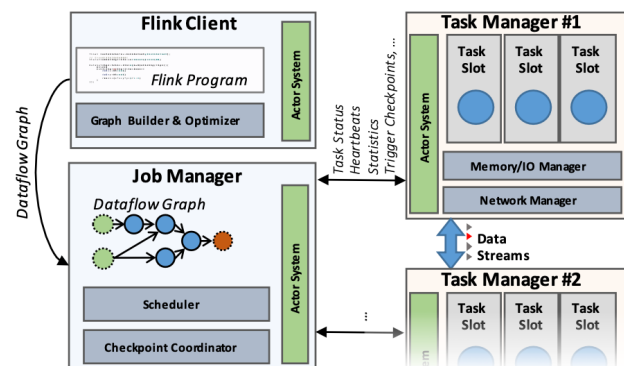 Flink Client
Flink Program
Graph Builder & Optimizer
Actor System
Dataflow Graph
Job Manager
Dataflow Graph
Scheduler
Checkpoint Coordinator
Actor System
Task Status
Heartbeats
Statistics
Trigger Checkpoints, ...
...
Task Manager #1
Actor System
Task
Slot
Task
Slot
Task
Slot
Memory/IO Manager
Network Manager
Data
Streams
Task Manager #2
Task
Slot
Task
Slot
Task
Slot